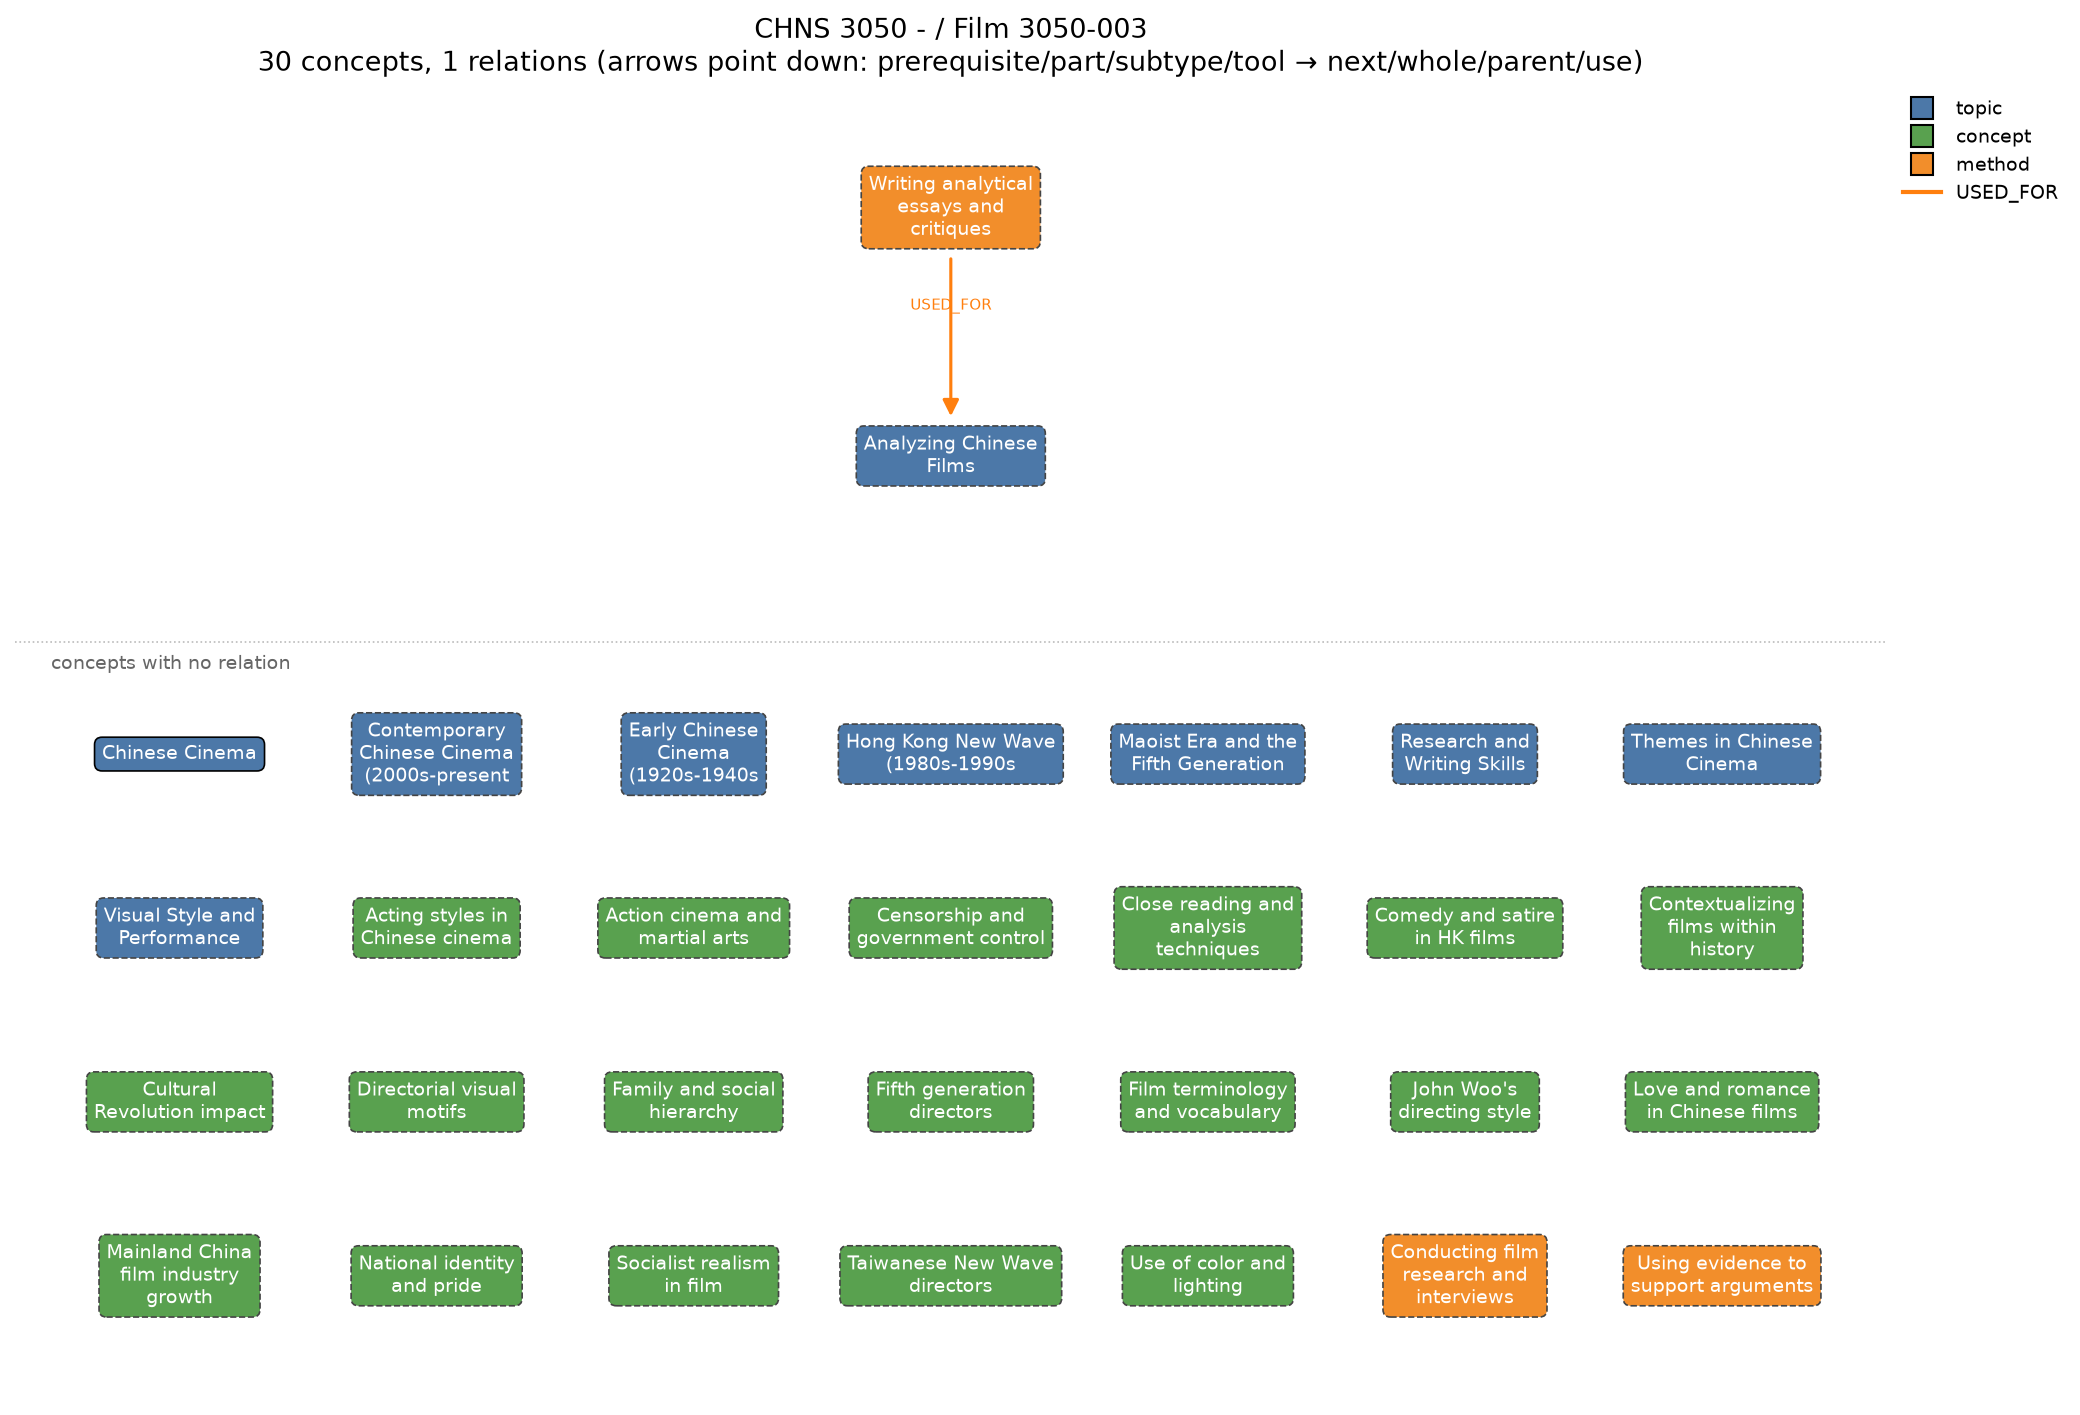 CHNS 3050 - / Film 3050-003
30 concepts, 1 relations (arrows point down: prerequisite/part/subtype/tool → next/whole/parent/use)
topic
concept
method
USED_FOR
Writing analytical
essays and
critiques
USED_FOR
Analyzing Chinese
Films
concepts with no relation
Chinese Cinema
Contemporary
Chinese Cinema
(2000s-present
Early Chinese
Cinema
(1920s-1940s
Hong Kong New Wave
(1980s-1990s
Maoist Era and the
Fifth Generation
Research and
Writing Skills
Themes in Chinese
Cinema
Visual Style and
Performance
Acting styles in
Chinese cinema
Action cinema and
martial arts
Censorship and
government control
Close reading and
analysis
techniques
Comedy and satire
in HK films
Contextualizing
films within
history
Cultural
Revolution impact
Directorial visual
motifs
Family and social
hierarchy
Fifth generation
directors
Film terminology
and vocabulary
John Woo's
directing style
Love and romance
in Chinese films
Mainland China
film industry
growth
National identity
and pride
Socialist realism
in film
Taiwanese New Wave
directors
Use of color and
lighting
Conducting film
research and
interviews
Using evidence to
support arguments